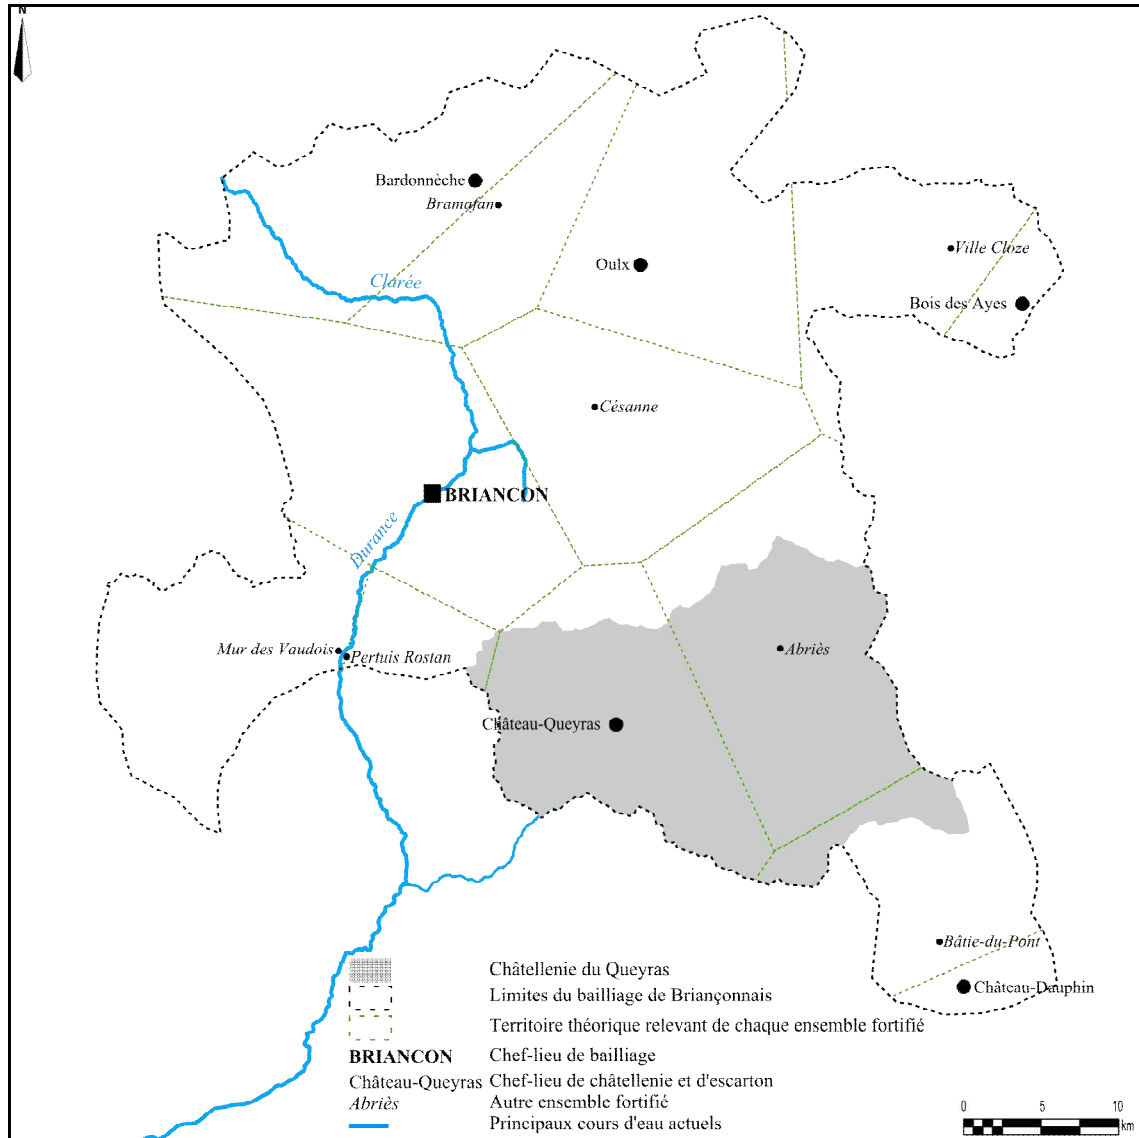 N
Bardonnèche
Bramafan
Ville Cloze
Oulx
Clarée
Bois des Ayes
Césanne
BRIANCON
Durance
Mur des Vaudois
Pertuis Rostan
Abriès
Château-Queyras
Bâtie-du-Pont
Château-Dauphin
Châtellenie du Queyras
Limites du bailliage de Briançonnais
Territoire théorique relevant de chaque ensemble fortifié
BRIANCON Chef-lieu de bailliage
Château-Queyras Chef-lieu de châtellenie et d'escarton
Abriès Autre ensemble fortifié
Principaux cours d'eau actuels
0 5 10
km